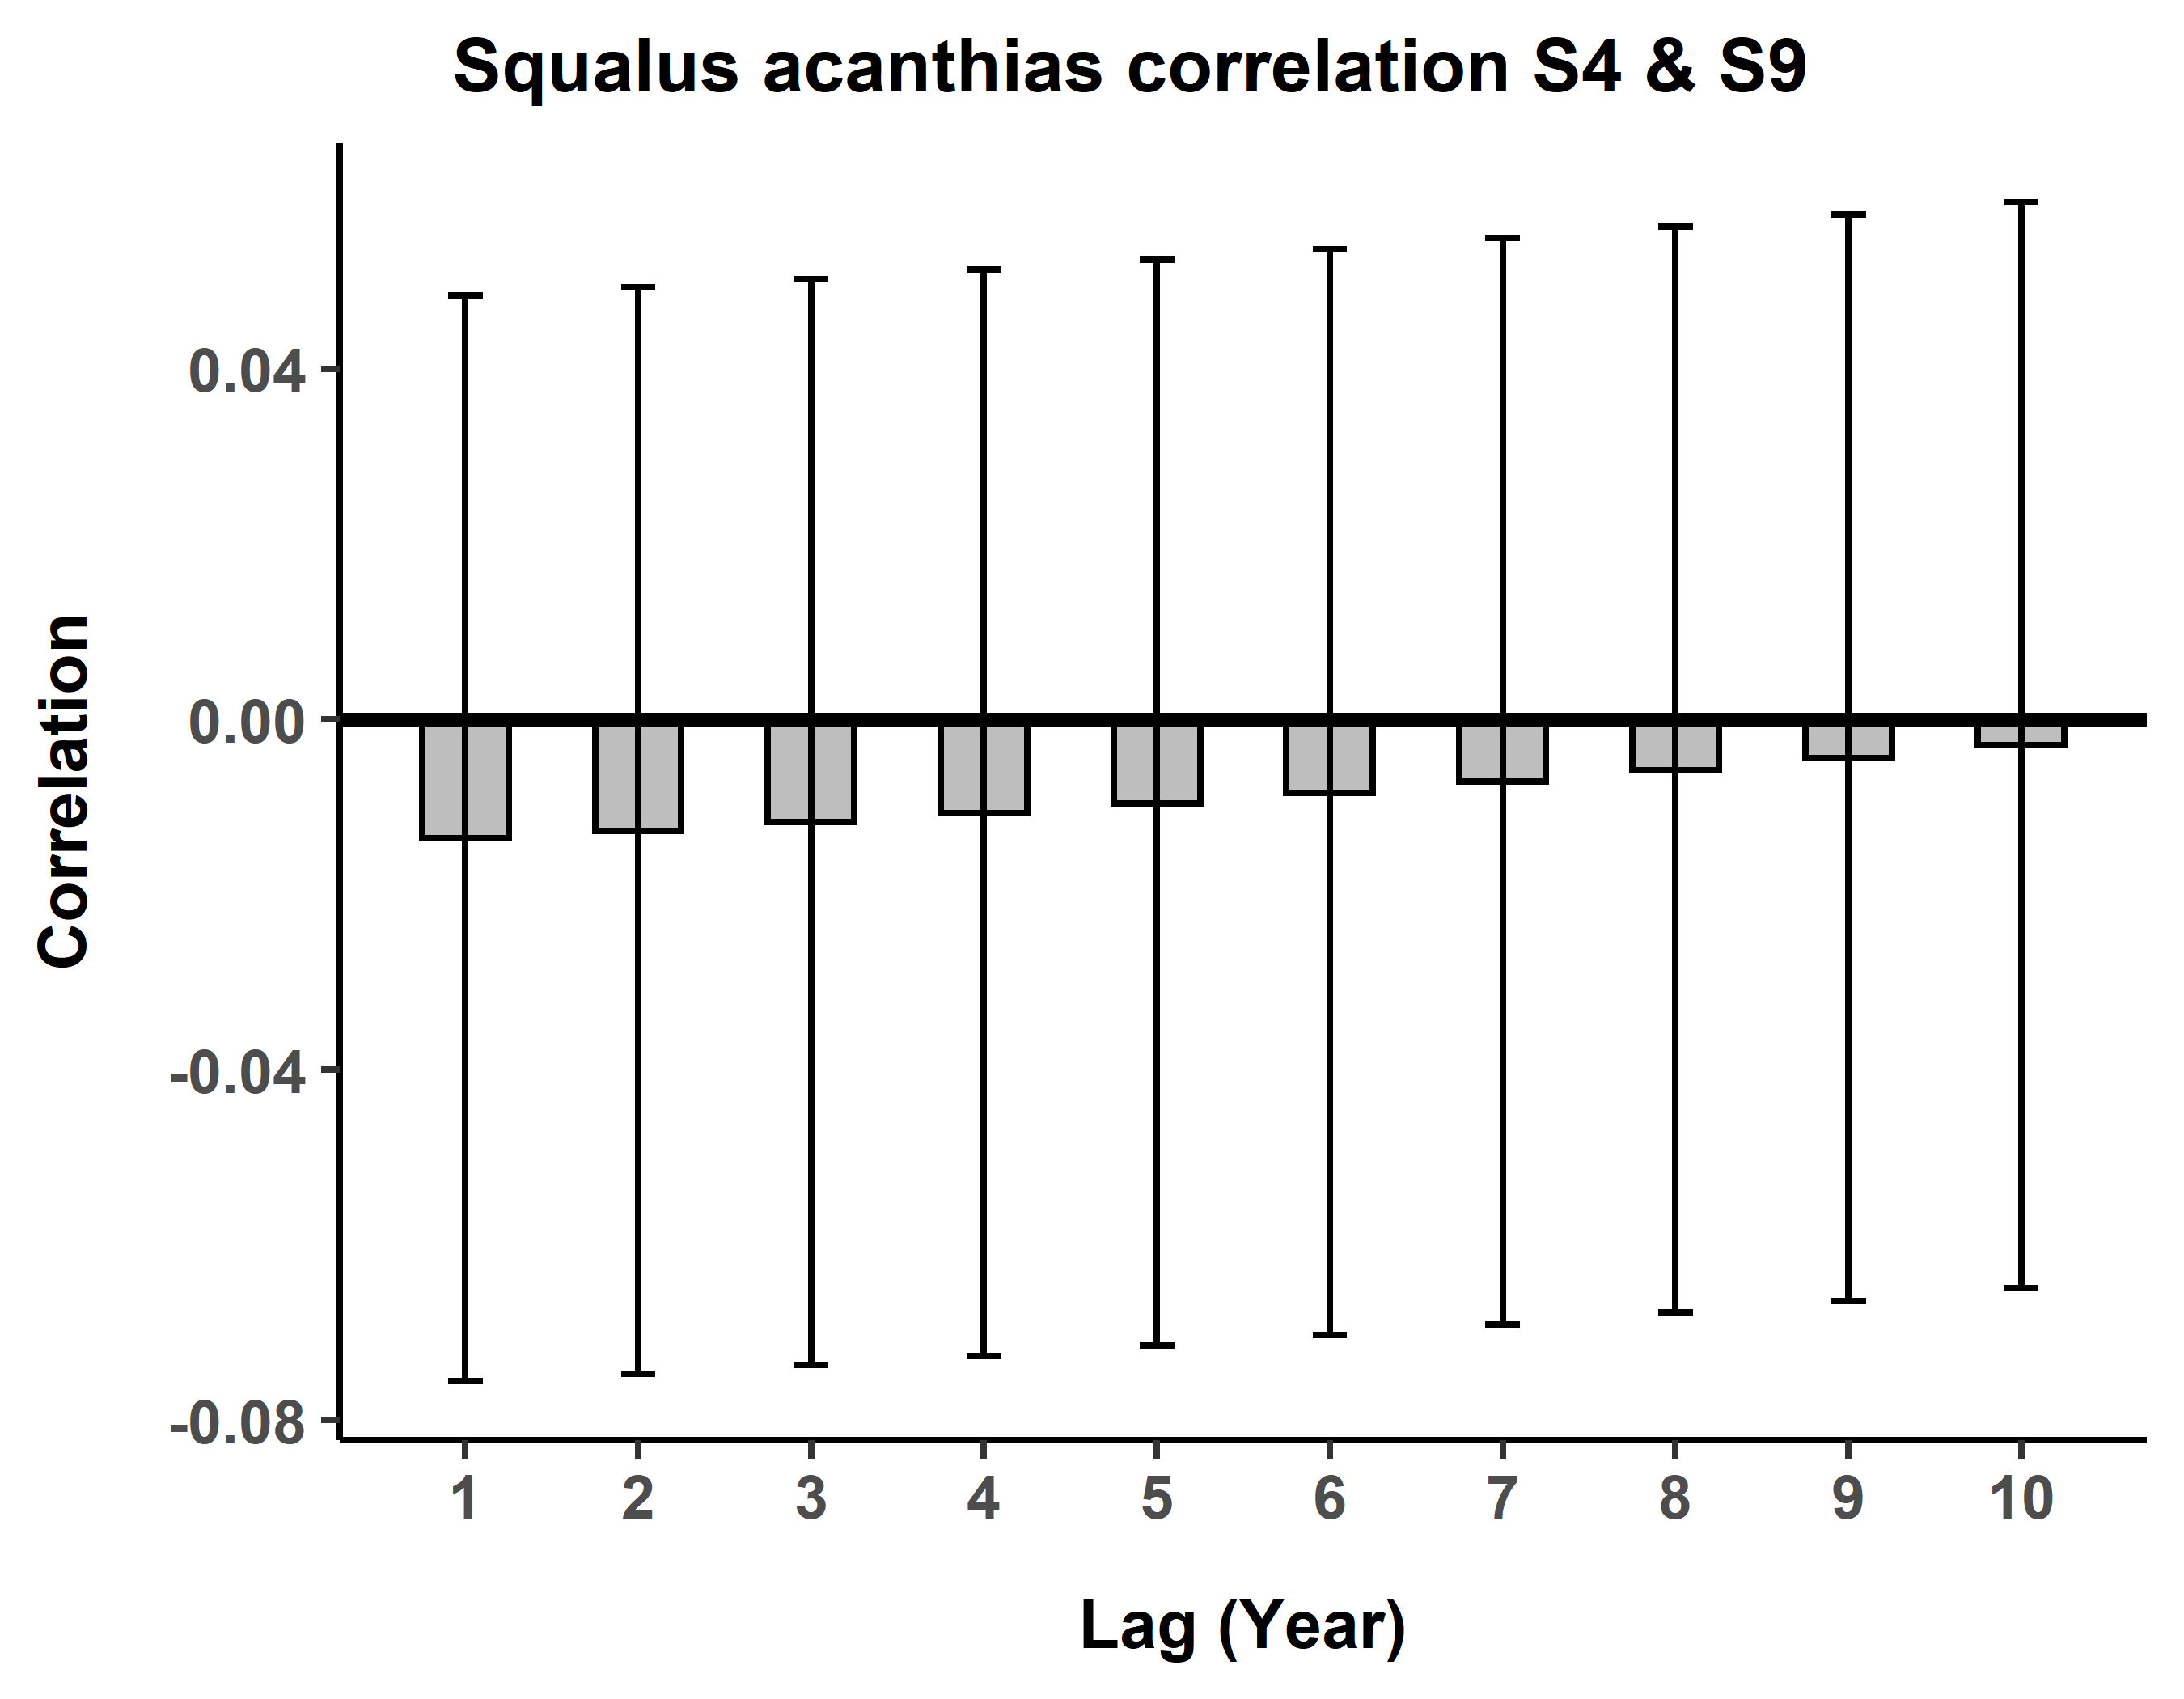 Squalus acanthias correlation S4 & S9
Correlation
0.04
0.00
-0.04
-0.08
1 2 3 4 5 6 7 8 9 10
Lag (Year)